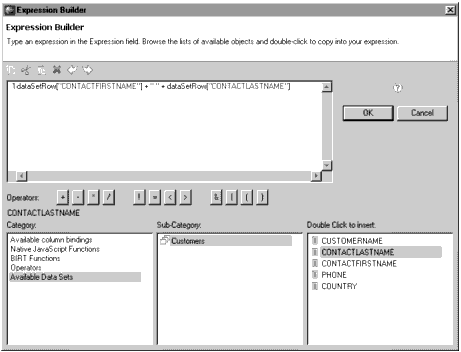 Expression Builder
Expression Builder
Type an expression in the Expression field. Browse the lists of available objects and double-click to copy into your expression.
1 dataSetRow["CONTACTFIRSTNAME"] + " " + dataSetRow["CONTACTLASTNAME"]
OK
Cancel
Operators: + - * / ! = < > & | ( )
CONTACTLASTNAME
Category:
Sub-Category:
Double Click to insert:
Available column bindings
Native JavaScript Functions
BIRT Functions
Operators
Available Data Sets
Customers
CUSTOMERNAME
CONTACTLASTNAME
CONTACTFIRSTNAME
PHONE
COUNTRY